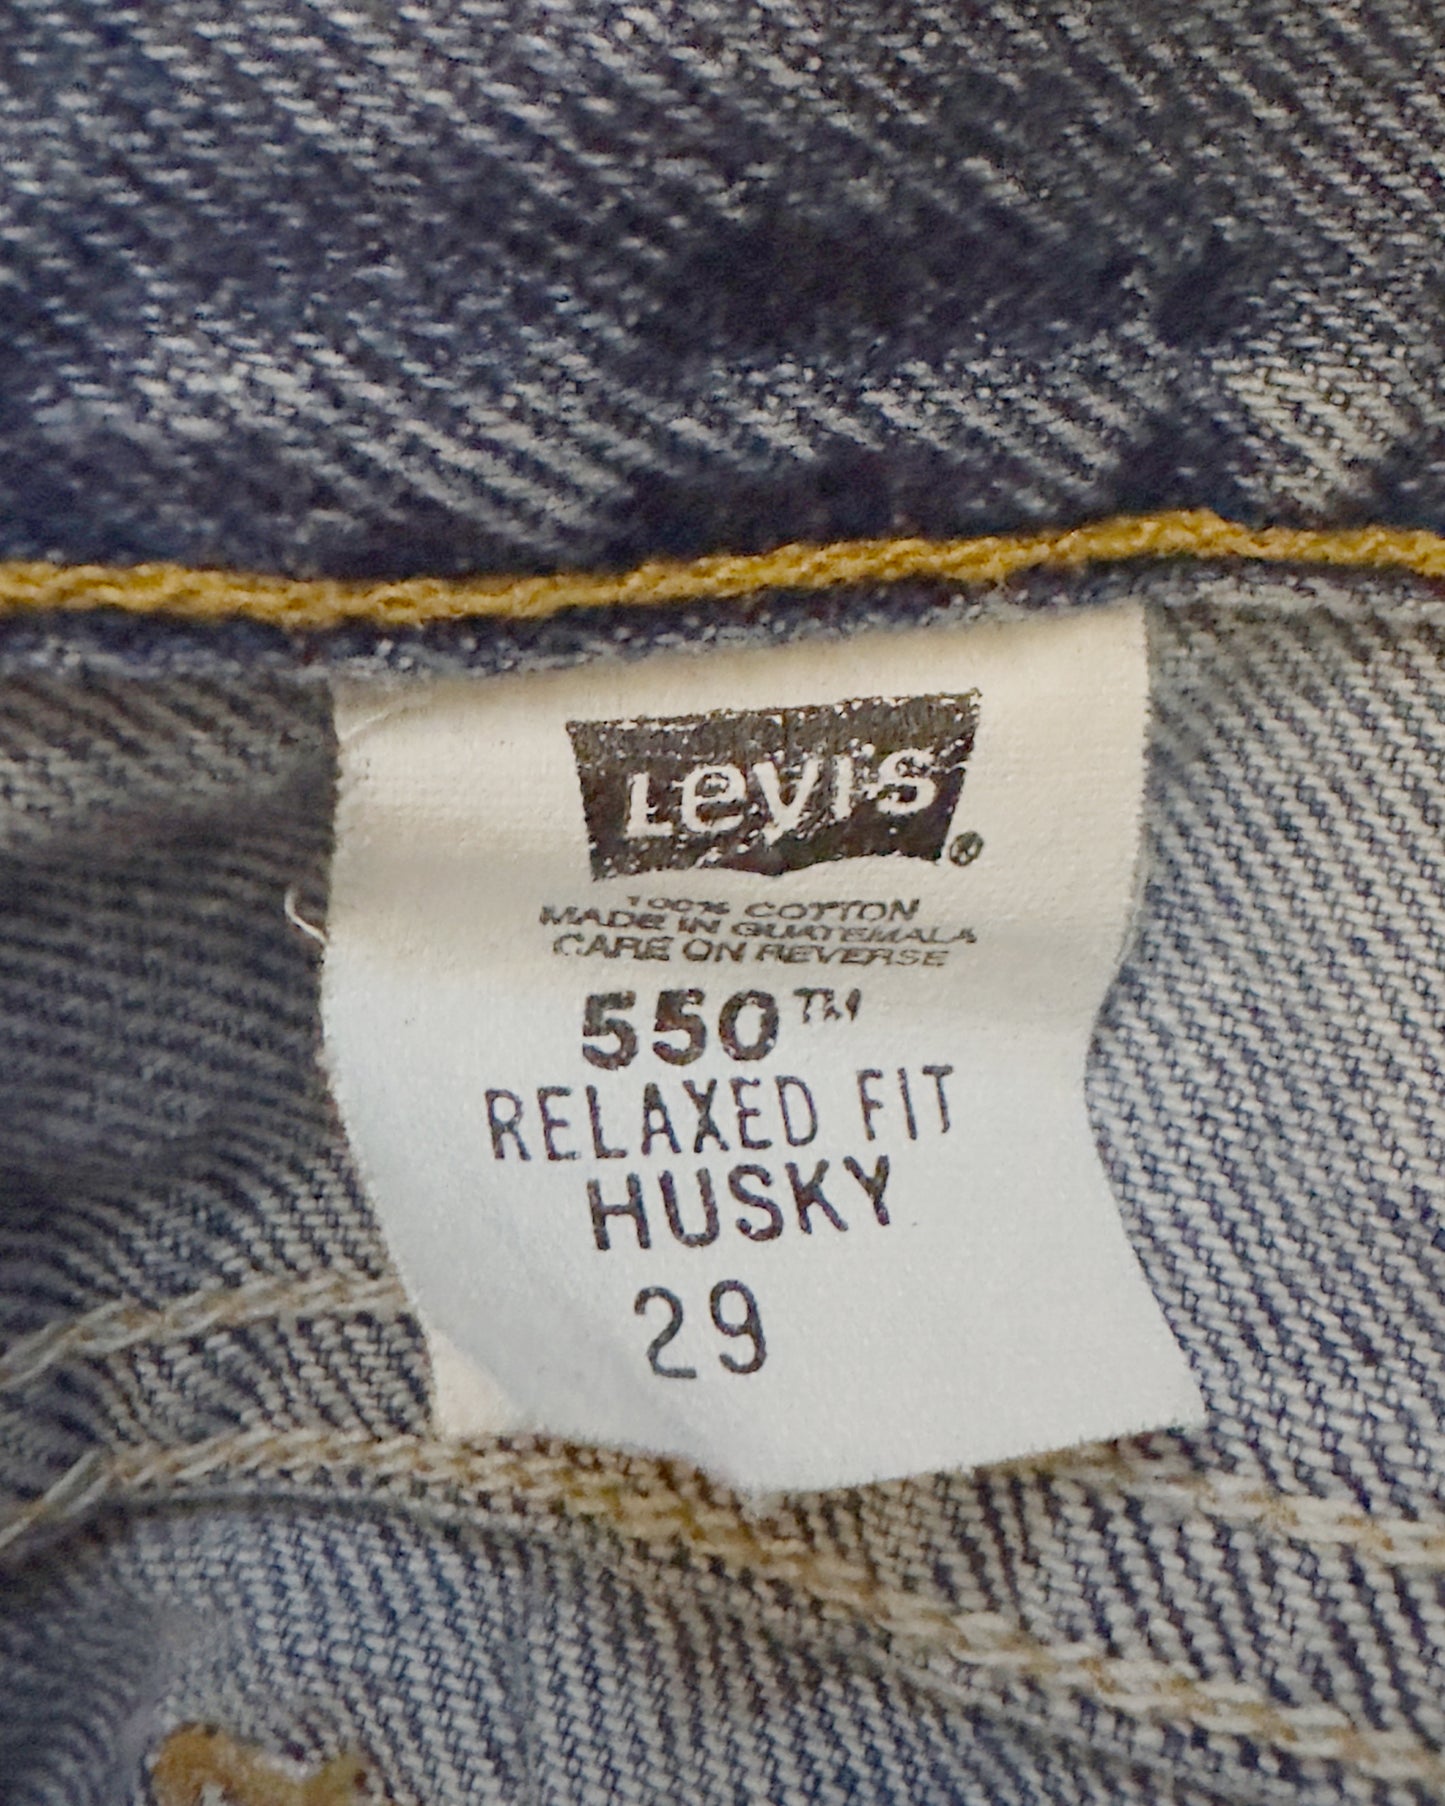 Levi's
®
100% COTTON
MADE IN GUATEMALA
CARE ON REVERSE
550™
RELAXED FIT
HUSKY
29